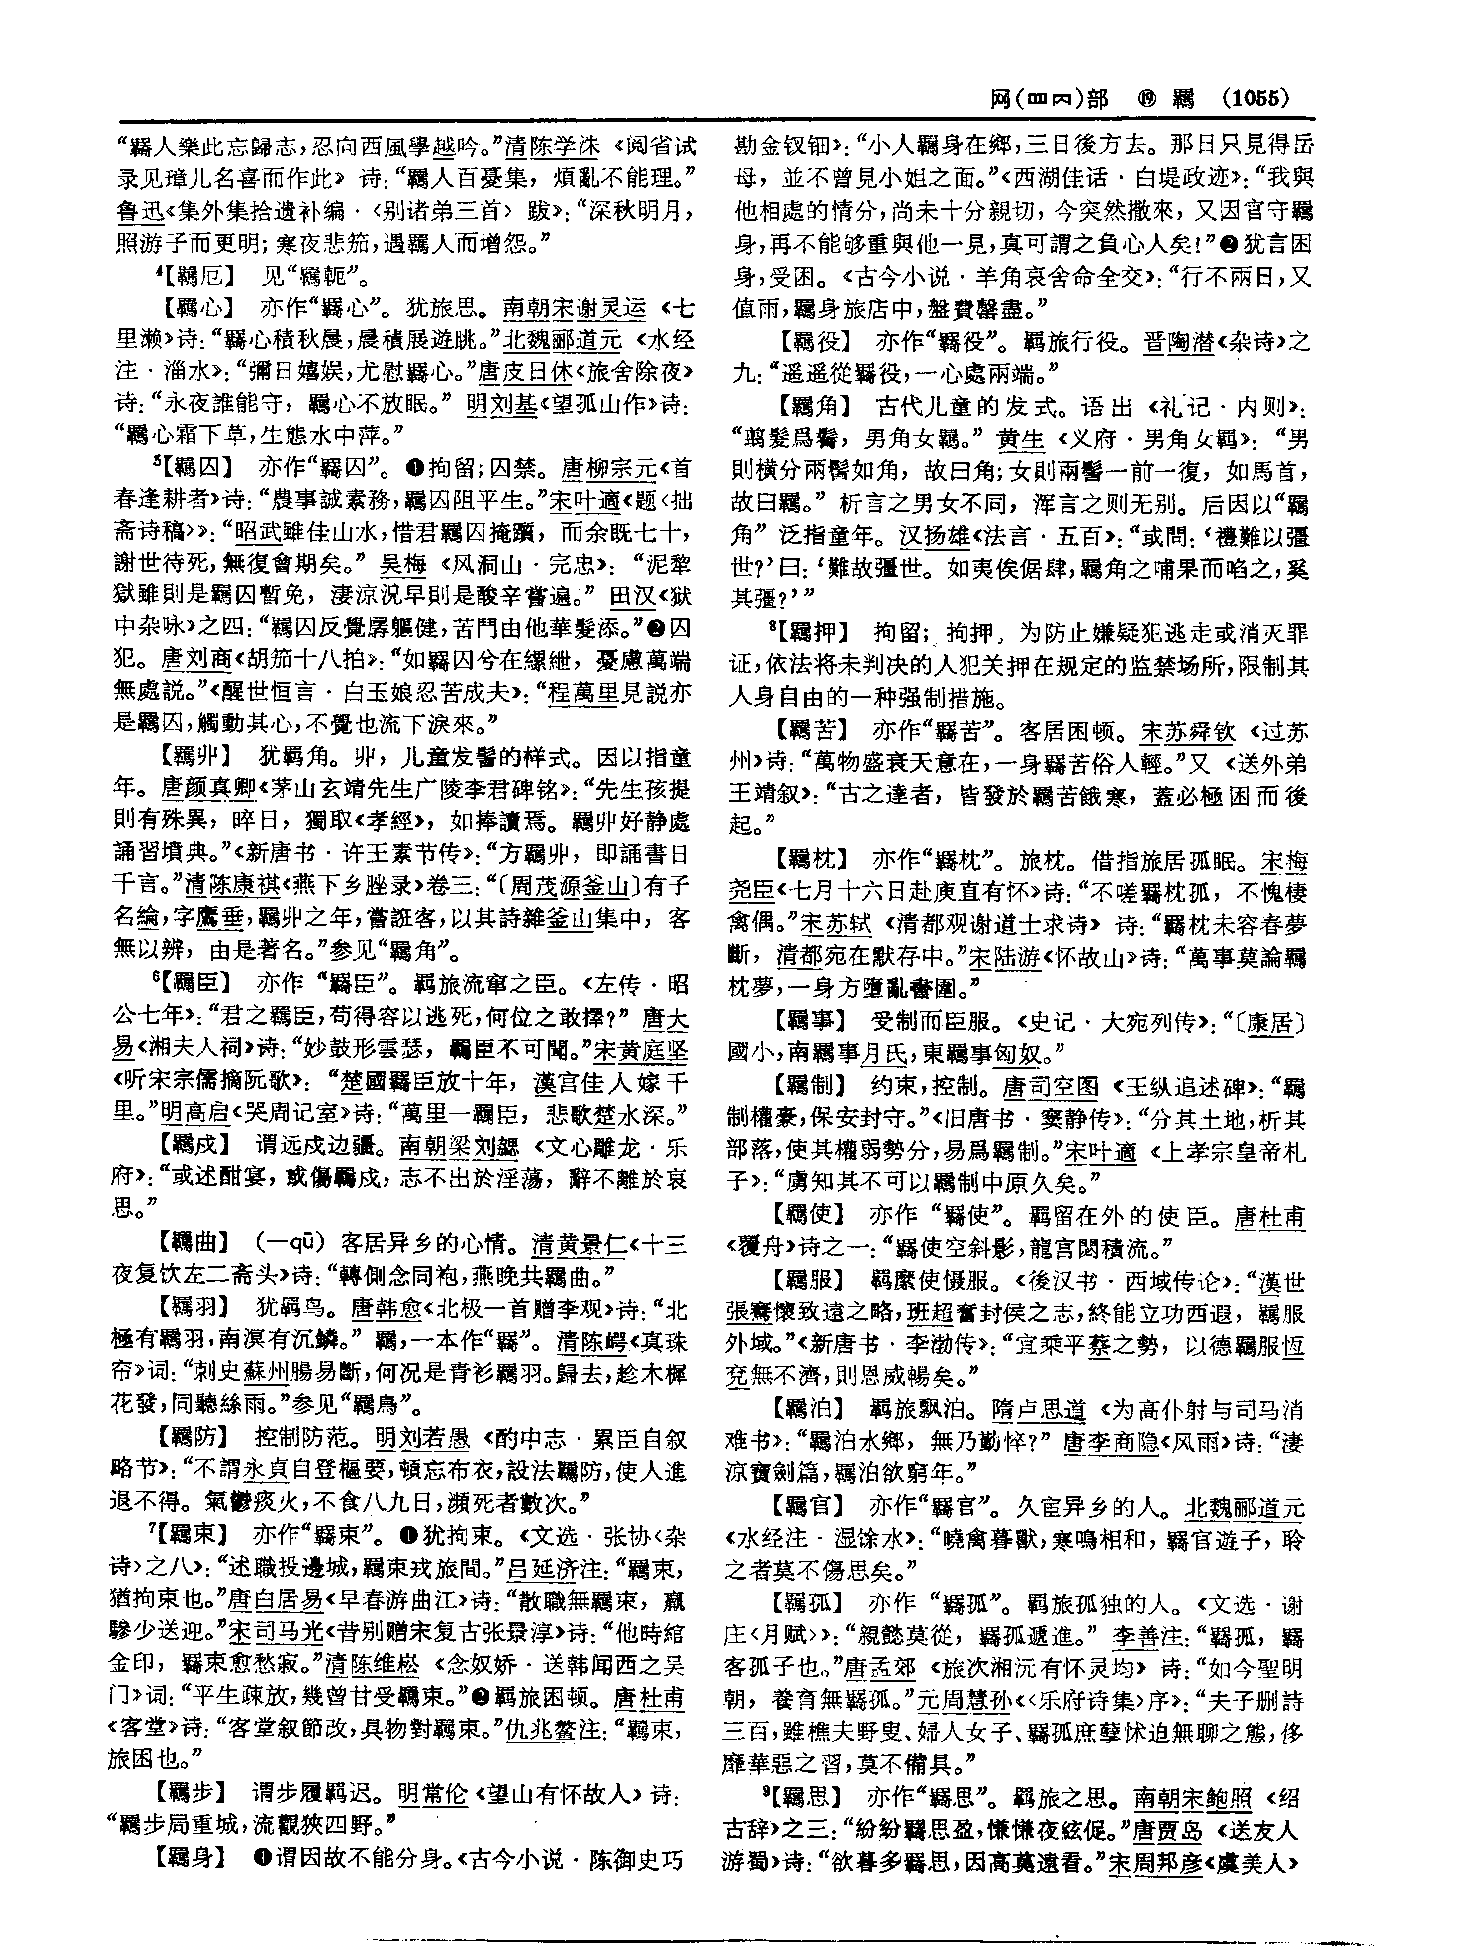 网(罒㓁)部 ⑲ 羈 (1055)
“羇人樂此忘歸志,忍向西風學越吟。”清陈学洙《闻省试
录见璋儿名喜而作此》诗:“羈人百憂集,煩亂不能理。”
鲁迅《集外集拾遗补编·〈别诸弟三首〉跋》:“深秋明月,
照游子而更明;寒夜悲笳,遇羈人而增怨。”
4【羈厄】 见“羈軛”。
【羈心】 亦作“羇心”。犹旅思。南朝宋谢灵运《七
里濑》诗:“羇心積秋晨,晨積展遊眺。”北魏郦道元《水经
注·淄水》:“彌日嬉娱,尤慰羈心。”唐皮日休《旅舍除夜》
诗:“永夜誰能守,羈心不放眠。”明刘基《望孤山作》诗:
“羈心霜下草,生態水中萍。”
5【羈囚】 亦作“羇囚”。❶拘留;囚禁。唐柳宗元《首
春逢耕者》诗:“農事誠素務,羈囚阻平生。”宋叶適《题〈拙
斋诗稿〉》:“昭武雖佳山水,惜君羈囚掩躓,而余既七十,
謝世待死,無復會期矣。”吴梅《风洞山·完忠》:“泥犂
獄雖則是羈囚暫免,淒涼況早則是酸辛嘗遍。”田汉《狱
中杂咏》之四:“羈囚反覺孱軀健,苦鬥由他華髮添。”❷囚
犯。唐刘商《胡笳十八拍》:“如羇囚兮在縲紲,憂慮萬端
無處説。”《醒世恒言·白玉娘忍苦成夫》:“程萬里見説亦
是羈囚,觸動其心,不覺也流下淚來。”
【羈丱】 犹羁角。丱,儿童发髻的样式。因以指童
年。唐颜真卿《茅山玄靖先生广陵李君碑铭》:“先生孩提
則有殊異,晬日,獨取《孝經》,如捧讀焉。羈丱好静處
誦習墳典。”《新唐书·许王素节传》:“方羈丱,即誦書日
千言。”清陈康祺《燕下乡脞录》卷三:“〔周茂源釜山〕有子
名綸,字鷹垂,羈丱之年,嘗誑客,以其詩雜釜山集中,客
無以辨,由是著名。”参见“羈角”。
6【羈臣】 亦作“羇臣”。羁旅流窜之臣。《左传·昭
公七年》:“君之羈臣,苟得容以逃死,何位之敢擇?”唐大
易《湘夫人祠》诗:“妙鼓形雲瑟,羈臣不可聞。”宋黄庭坚
《听宋宗儒摘阮歌》:“楚國羇臣放十年,漢宫佳人嫁千
里。”明高启《哭周记室》诗:“萬里一羈臣,悲歌楚水深。”
【羈戍】 谓远戍边疆。南朝梁刘勰《文心雕龙·乐
府》:“或述酣宴,或傷羈戍,志不出於淫蕩,辭不離於哀
思。”
【羈曲】 (一qū) 客居异乡的心情。清黄景仁《十三
夜复饮左二斋头》诗:“轉側念同袍,燕晚共羈曲。”
【羈羽】 犹羁鸟。唐韩愈《北极一首赠李观》诗:“北
極有羈羽,南溟有沉鱗。”羈,一本作“羇”。清陈崿《真珠
帘》词:“刺史蘇州腸易斷,何况是青衫羈羽。歸去,趁木樨
花發,同聽絲雨。”参见“羈鳥”。
【羈防】 控制防范。明刘若愚《酌中志·累臣自叙
略节》:“不謂永貞自登樞要,頓忘布衣,設法羈防,使人進
退不得。氣鬱痰火,不食八九日,瀕死者數次。”
7【羈束】 亦作“羇束”。❶犹拘束。《文选·张协〈杂
诗〉之八》:“述職投邊城,羈束戎旅間。”吕延济注:“羈束,
猶拘束也。”唐白居易《早春游曲江》诗:“散職無羈束,羸
驂少送迎。”宋司马光《昔别赠宋复古张景淳》诗:“他時綰
金印,羇束愈愁寂。”清陈维崧《念奴娇·送韩闻西之吴
门》词:“平生疎放,幾曾甘受羈束。”❷羁旅困顿。唐杜甫
《客堂》诗:“客堂叙節改,具物對羈束。”仇兆鳌注:“羈束,
旅困也。”
【羈步】 谓步履羁迟。明常伦《望山有怀故人》诗:
“羈步局重城,流觀狹四野。”
【羈身】 ❶谓因故不能分身。《古今小说·陈御史巧
勘金钗钿》:“小人羈身在鄉,三日後方去。那日只見得岳
母,並不曾見小姐之面。”《西湖佳话·白堤政迹》:“我與
他相處的情分,尚未十分親切,今突然撤來,又因官守羈
身,再不能够重與他一見,真可謂之負心人矣!”❷犹言困
身,受困。《古今小说·羊角哀舍命全交》:“行不兩日,又
值雨,羈身旅店中,盤費罄盡。”
【羈役】 亦作“羇役”。羁旅行役。晋陶潜《杂诗》之
九:“遥遥從羇役,一心處兩端。”
【羈角】 古代儿童的发式。语出《礼记·内则》:
“翦髮爲鬌,男角女羈。”黄生《义府·男角女羁》:“男
則横分兩髻如角,故曰角;女則兩髻一前一復,如馬首,
故曰羈。”析言之男女不同,浑言之则无别。后因以“羈
角”泛指童年。汉扬雄《法言·五百》:“或問:‘禮難以彊
世?’曰:‘難故彊世。如夷俟倨肆,羈角之哺果而啗之,奚
其彊?’”
8【羈押】 拘留;拘押,为防止嫌疑犯逃走或消灭罪
证,依法将未判决的人犯关押在规定的监禁场所,限制其
人身自由的一种强制措施。
【羈苦】 亦作“羇苦”。客居困顿。宋苏舜钦《过苏
州》诗:“萬物盛衰天意在,一身羇苦俗人輕。”又《送外弟
王靖叙》:“古之達者,皆發於羈苦餓寒,蓋必極困而後
起。”
【羈枕】 亦作“羇枕”。旅枕。借指旅居孤眠。宋梅
尧臣《七月十六日赴庚直有怀》诗:“不嗟羇枕孤,不愧棲
禽偶。”宋苏轼《清都观谢道士求诗》诗:“羇枕未容春夢
斷,清都宛在默存中。”宋陆游《怀故山》诗:“萬事莫論羈
枕夢,一身方墮亂書圍。”
【羈事】 受制而臣服。《史记·大宛列传》:“〔康居〕
國小,南羈事月氏,東羈事匈奴。”
【羈制】 约束,控制。唐司空图《王纵追述碑》:“羈
制權豪,保安封守。”《旧唐书·窦静传》:“分其土地,析其
部落,使其權弱勢分,易爲羈制。”宋叶適《上孝宗皇帝札
子》:“虜知其不可以羈制中原久矣。”
【羈使】 亦作“羇使”。羁留在外的使臣。唐杜甫
《覆舟》诗之一:“羇使空斜影,龍宫閟積流。”
【羈服】 羁縻使慑服。《後汉书·西域传论》:“漢世
張騫懷致遠之略,班超奮封侯之志,終能立功西遐,羈服
外域。”《新唐书·李渤传》:“宜乘平蔡之勢,以德羈服恆
兗無不濟,則恩威暢矣。”
【羈泊】 羁旅飘泊。隋卢思道《为高仆射与司马消
难书》:“羈泊水鄉,無乃勤悴?”唐李商隐《风雨》诗:“淒
涼寶劍篇,羈泊欲窮年。”
【羈官】 亦作“羇官”。久宦异乡的人。北魏郦道元
《水经注·湿馀水》:“曉禽暮獸,寒鳴相和,羇官遊子,聆
之者莫不傷思矣。”
【羈孤】 亦作“羇孤”。羁旅孤独的人。《文选·谢
庄〈月赋〉》:“親懿莫從,羇孤遞進。”李善注:“羇孤,羇
客孤子也。”唐孟郊《旅次湘沅有怀灵均》诗:“如今聖明
朝,養育無羇孤。”元周慧孙《〈乐府诗集〉序》:“夫子删詩
三百,雖樵夫野叟、婦人女子、羇孤庶孽怵迫無聊之態,侈
靡華惡之習,莫不備具。”
9【羈思】 亦作“羇思”。羁旅之思。南朝宋鲍照《绍
古辞》之三:“紛紛羇思盈,慊慊夜絃促。”唐贾岛《送友人
游蜀》诗:“欲暮多羇思,因高莫遠看。”宋周邦彦《虞美人》